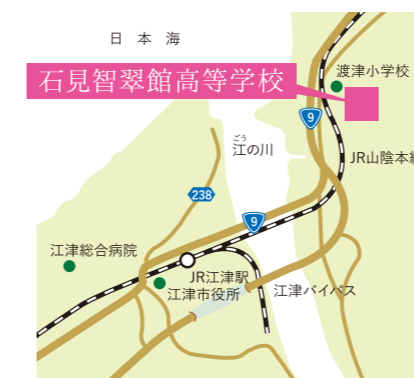 日本海
渡津小学校
石見智翠館高等学校
9
ごう
江の川
JR山陰本線
238
9
江津総合病院
JR江津駅
江津市役所
江津バイパス